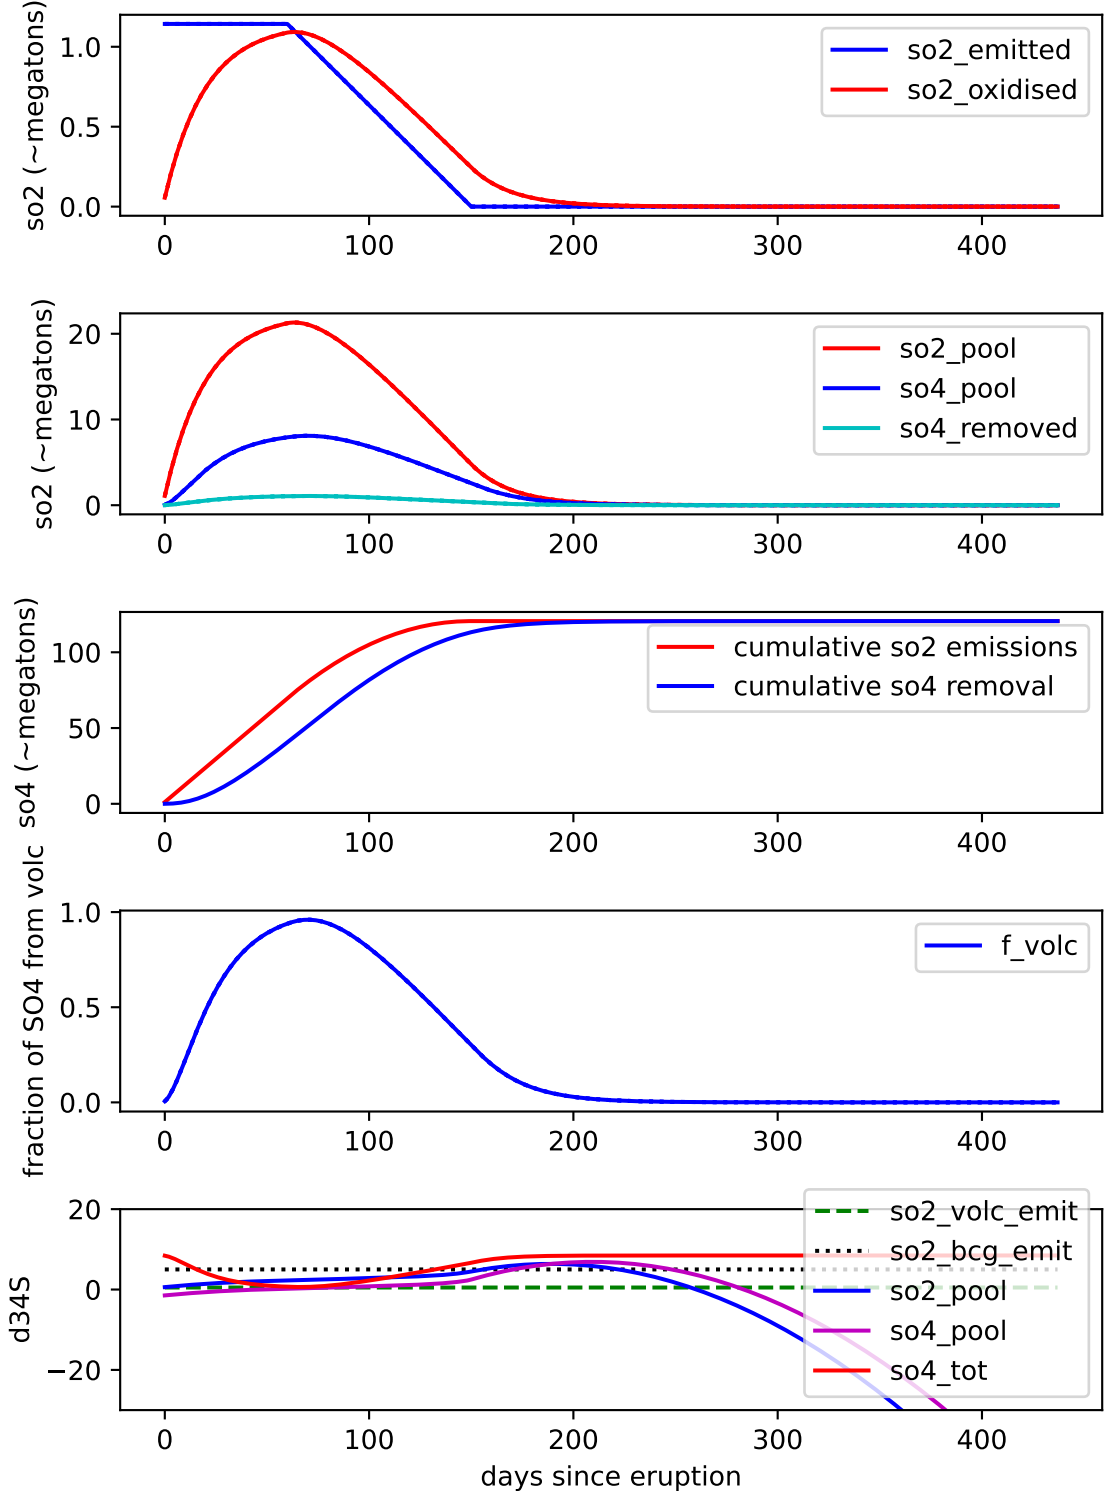 so2 (~megatons)
1.0
0.5
0.0
so2_emitted
so2_oxidised
0 100 200 300 400
so2 (~megatons)
20
10
0
so2_pool
so4_pool
so4_removed
0 100 200 300 400
so4 (~megatons)
100
50
0
cumulative so2 emissions
cumulative so4 removal
0 100 200 300 400
fraction of SO4 from volc
1.0
0.5
0.0
f_volc
0 100 200 300 400
d34S
20
0
−20
so2_volc_emit
so2_bcg_emit
so2_pool
so4_pool
so4_tot
0 100 200 300 400
days since eruption